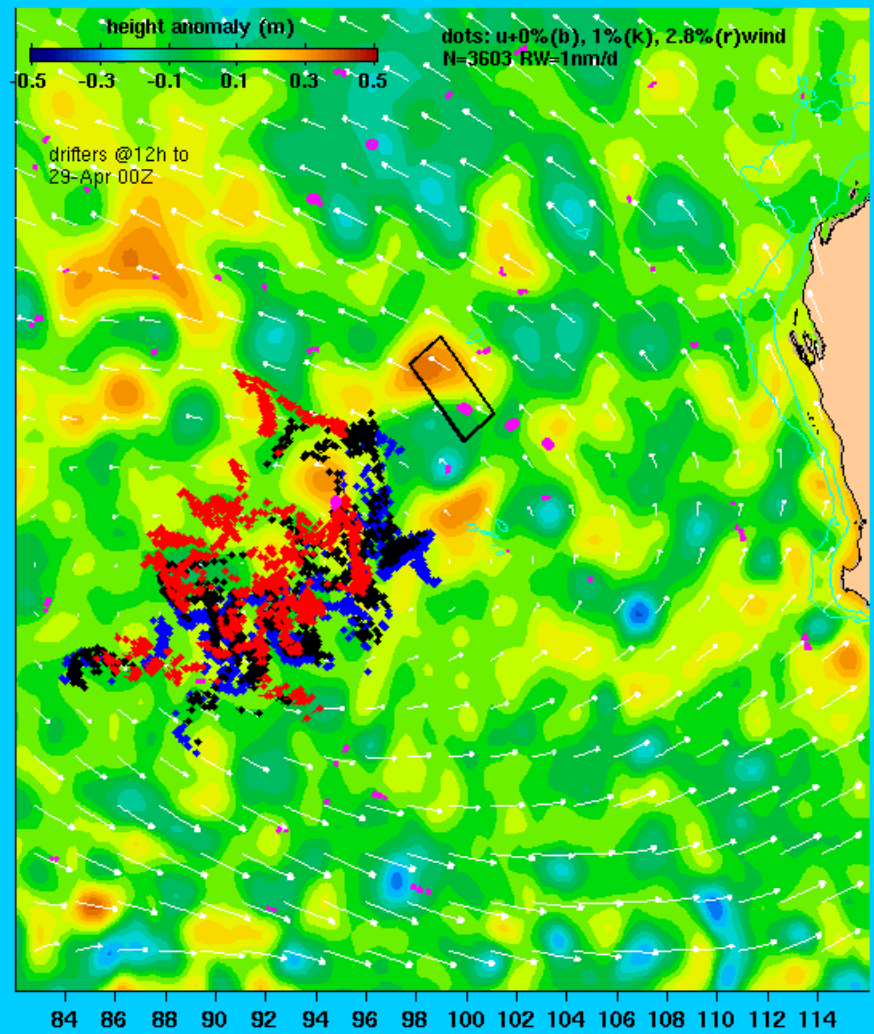 height anomaly (m)
-0.5 -0.3 -0.1 0.1 0.3 0.5
dots: u+0%(b), 1%(k), 2.8%(r)wind
N=3603 RW=1nm/d
drifters @12h to
29-Apr 00Z
84 86 88 90 92 94 96 98 100 102 104 106 108 110 112 114